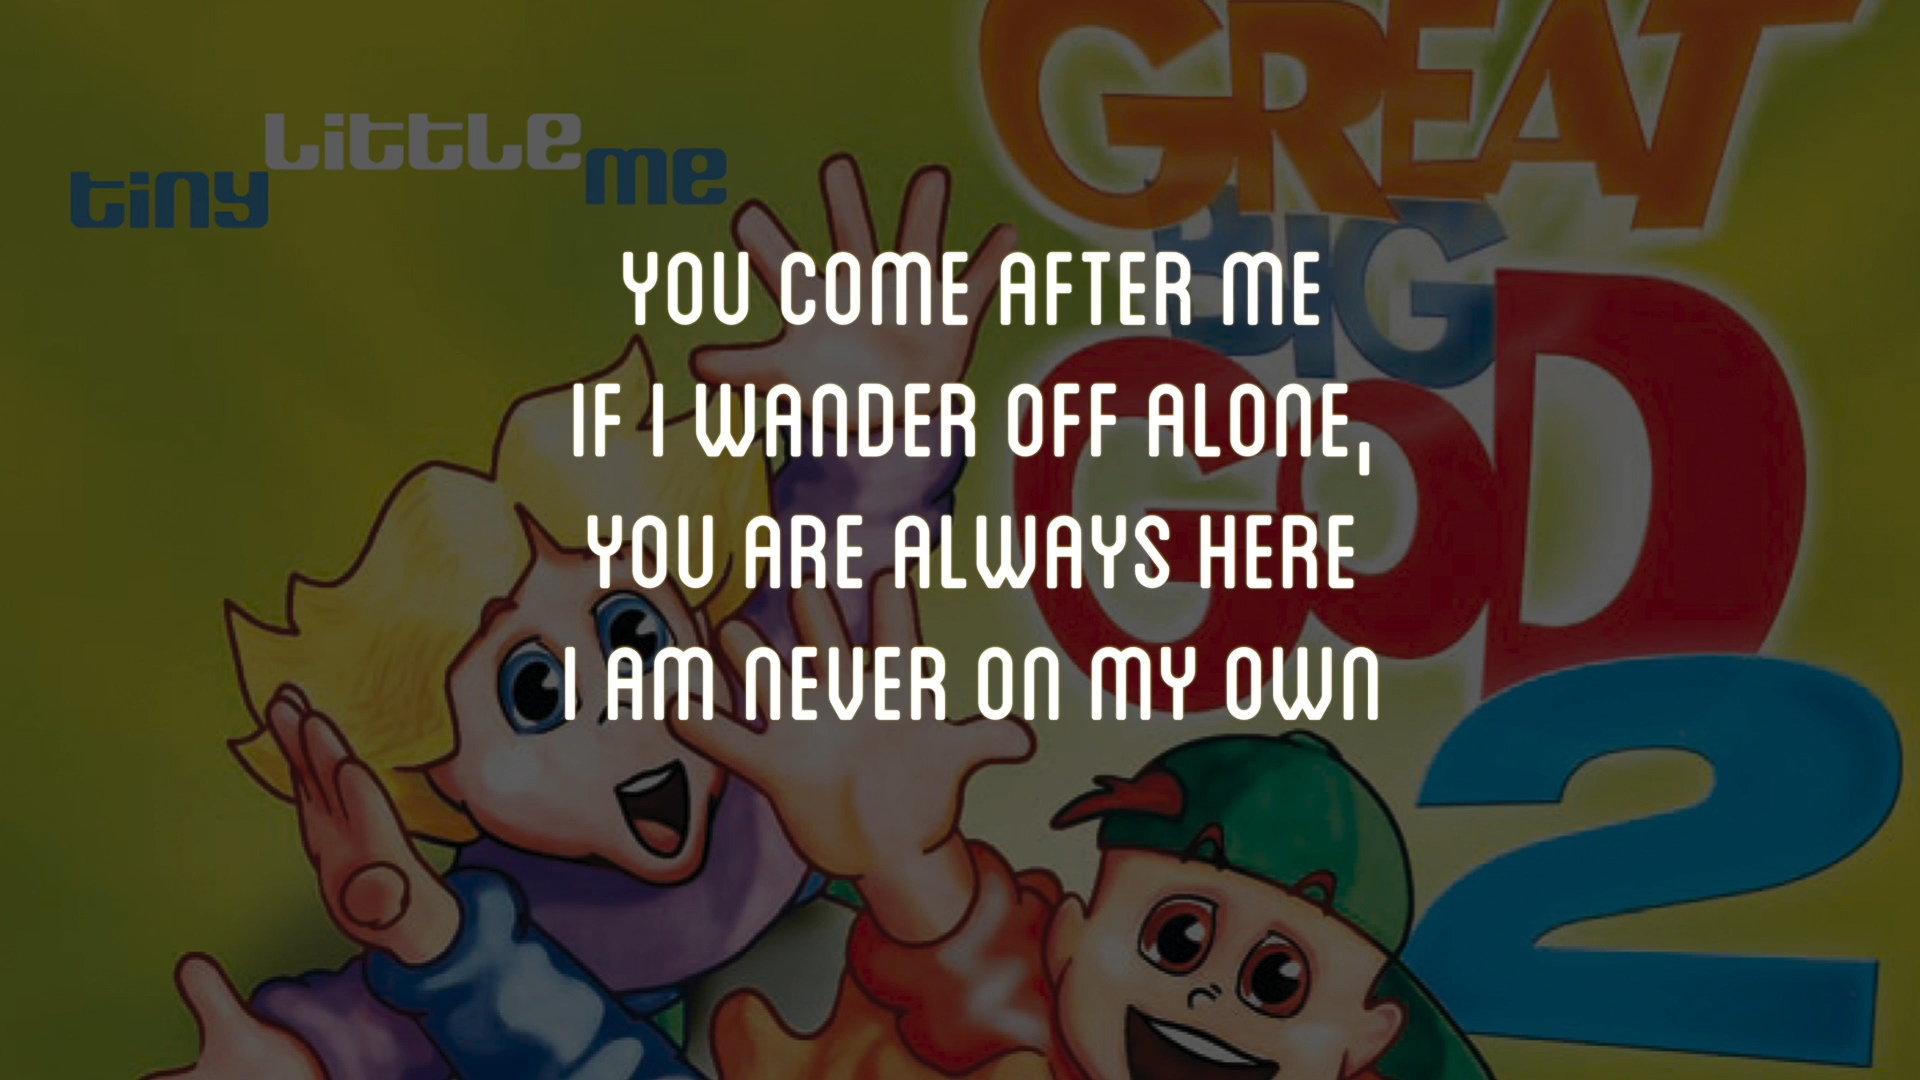 tiny Little me
GREAT
BIG
GOD
2
YOU COME AFTER ME
IF I WANDER OFF ALONE,
YOU ARE ALWAYS HERE
I AM NEVER ON MY OWN